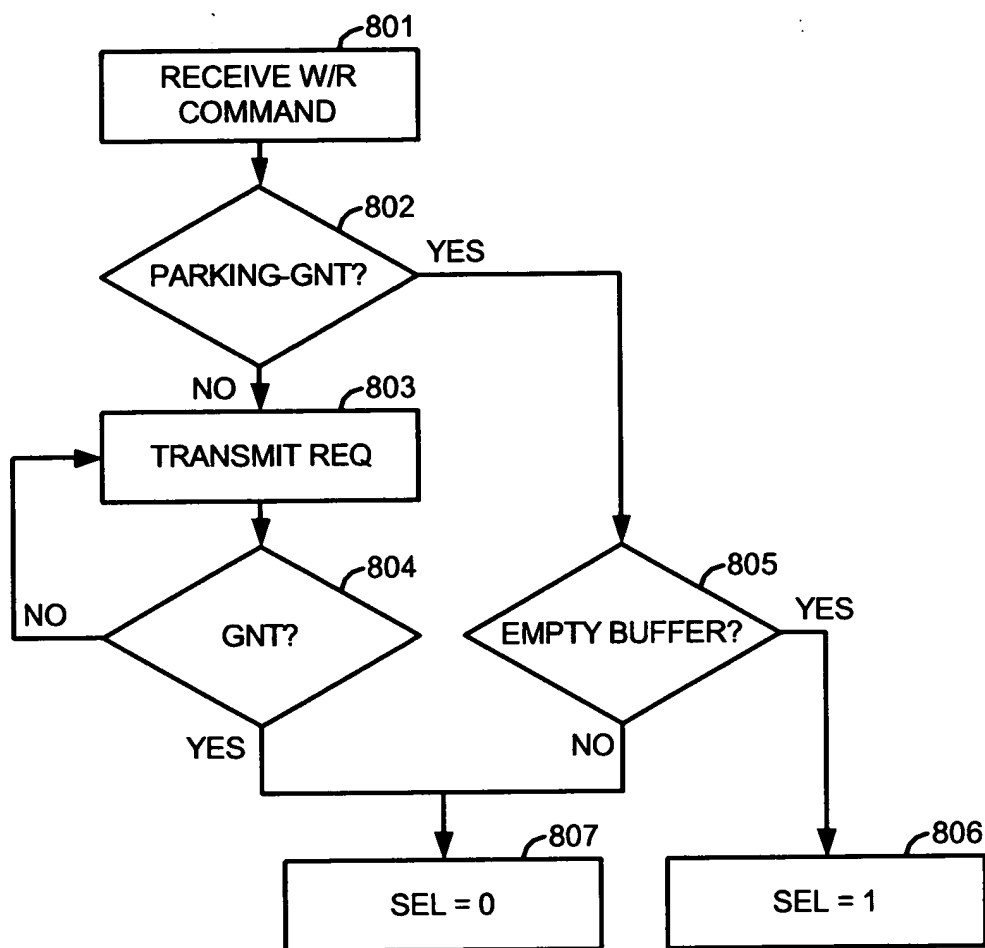 801
RECEIVE W/R
COMMAND
802
PARKING-GNT?
YES
NO
803
TRANSMIT REQ
804
GNT?
NO
YES
805
EMPTY BUFFER?
YES
NO
807
SEL = 0
806
SEL = 1